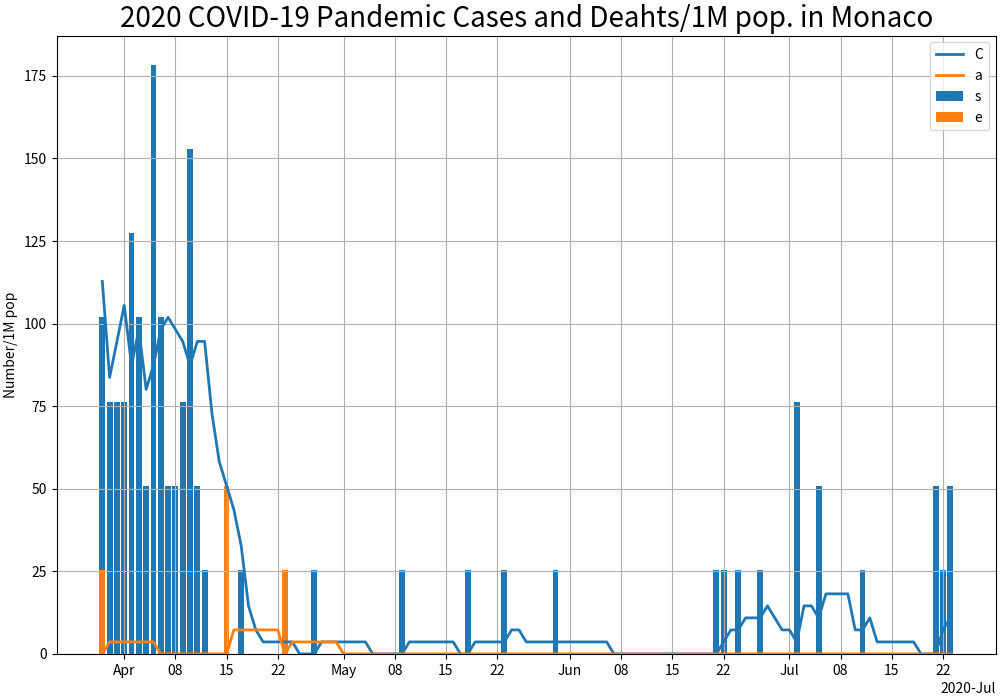 2020 COVID-19 Pandemic Cases and Deahts/1M pop. in Monaco
C
a
s
e
175
150
125
100
75
50
25
0
Number/1M pop
Apr 08 15 22 May 08 15 22 Jun 08 15 22 Jul 08 15 22
2020-Jul